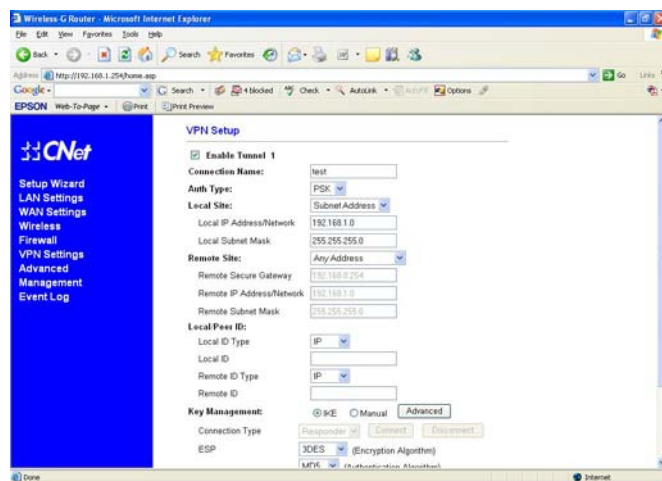 Wireless-G Router - Microsoft Internet Explorer
File Edit View Favorites Tools Help
Back Search Favorites
Address http://192.168.1.254/home.asp Go Links
Google Search 4 blocked Check AutoLink AutoFill Options
EPSON Web-To-Page Print Print Preview
CNet
Setup Wizard
LAN Settings
WAN Settings
Wireless
Firewall
VPN Settings
Advanced
Management
Event Log
VPN Setup
Enable Tunnel 1
Connection Name: test
Auth Type: PSK
Local Site: Subnet Address
Local IP Address/Network 192.168.1.0
Local Subnet Mask 255.255.255.0
Remote Site: Any Address
Remote Secure Gateway 192.168.0.254
Remote IP Address/Network 192.168.1.0
Remote Subnet Mask 255.255.255.0
Local/Peer ID:
Local ID Type IP
Local ID
Remote ID Type IP
Remote ID
Key Management: IKE Manual Advanced
Connection Type Responder Connect Disconnect
ESP 3DES (Encryption Algorithm)
MD5 (Authentication Algorithm)
Done Internet